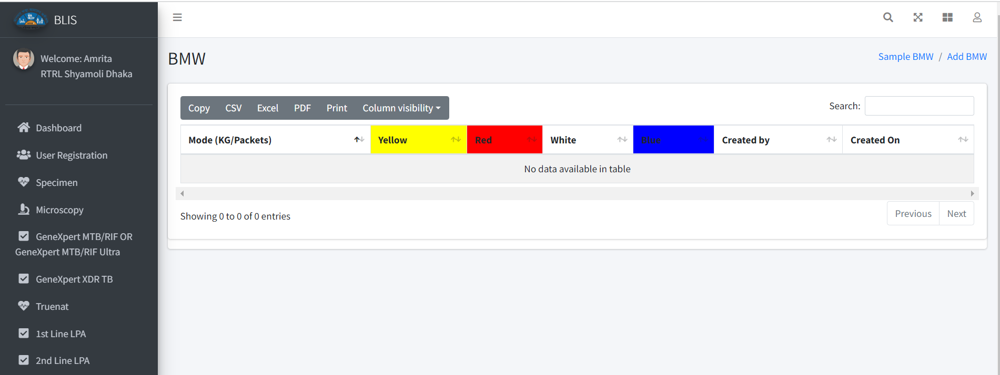 BLIS
Welcome: Amrita
RTRL Shyamoli Dhaka
Dashboard
User Registration
Specimen
Microscopy
GeneXpert MTB/RIF OR
GeneXpert MTB/RIF Ultra
GeneXpert XDR TB
Truenat
1st Line LPA
2nd Line LPA
BMW
Sample BMW / Add BMW
Copy CSV Excel PDF Print Column visibility
Search:
Mode (KG/Packets) Yellow Red White Blue Created by Created On
No data available in table
Showing 0 to 0 of 0 entries
Previous Next